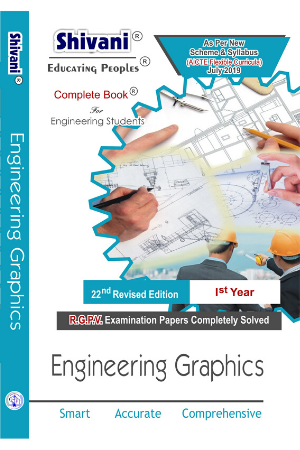 Shivani®
Educating Peoples®
Complete Book®
For
Engineering Students
As Per New
Scheme & Syllabus
(AICTE Flexible Curricula)
July 2019
22nd Revised Edition
Ist Year
R.G.P.V. Examination Papers Completely Solved
Engineering Graphics
Smart Accurate Comprehensive
Shivani®
Engineering Graphics